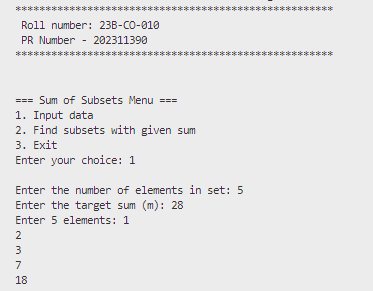 *****************************************************
Roll number: 23B-CO-010
PR Number - 202311390
*****************************************************
=== Sum of Subsets Menu ===
1. Input data
2. Find subsets with given sum
3. Exit
Enter your choice: 1
Enter the number of elements in set: 5
Enter the target sum (m): 28
Enter 5 elements: 1
2
3
7
18